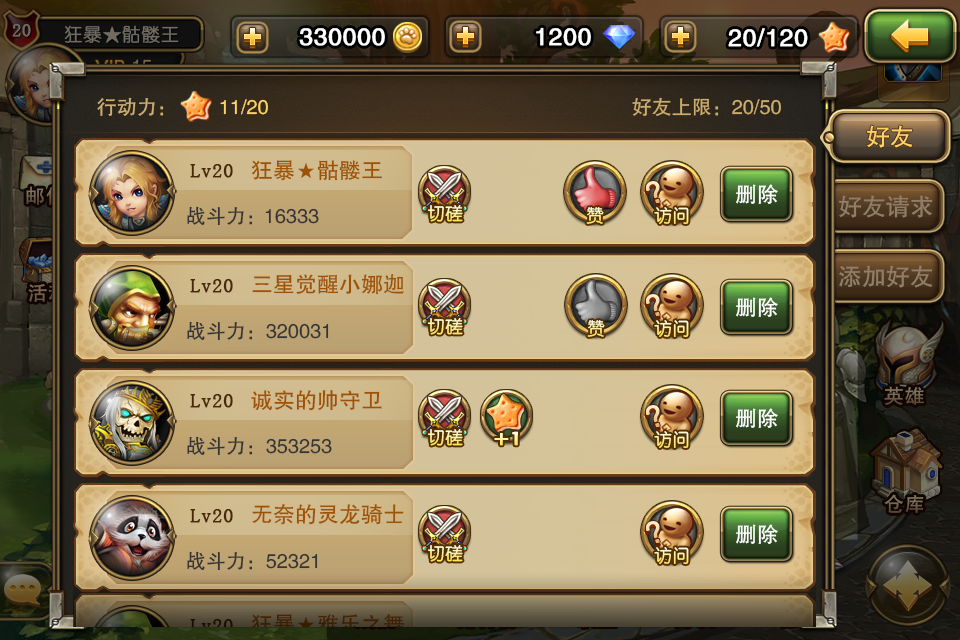 20 狂暴★骷髅王
330000
1200
20/120
VIP 15
行动力： 11/20
好友上限：20/50
好友
好友请求
添加好友
英雄
仓库
Lv20 狂暴★骷髅王
战斗力：16333
切磋
赞
访问
删除
Lv20 三星觉醒小娜迦
战斗力：320031
切磋
赞
访问
删除
Lv20 诚实的帅守卫
战斗力：353253
切磋
+1
访问
删除
Lv20 无奈的灵龙骑士
战斗力：52321
切磋
访问
删除
Lv20 狂暴★雅乐之舞
邮
活